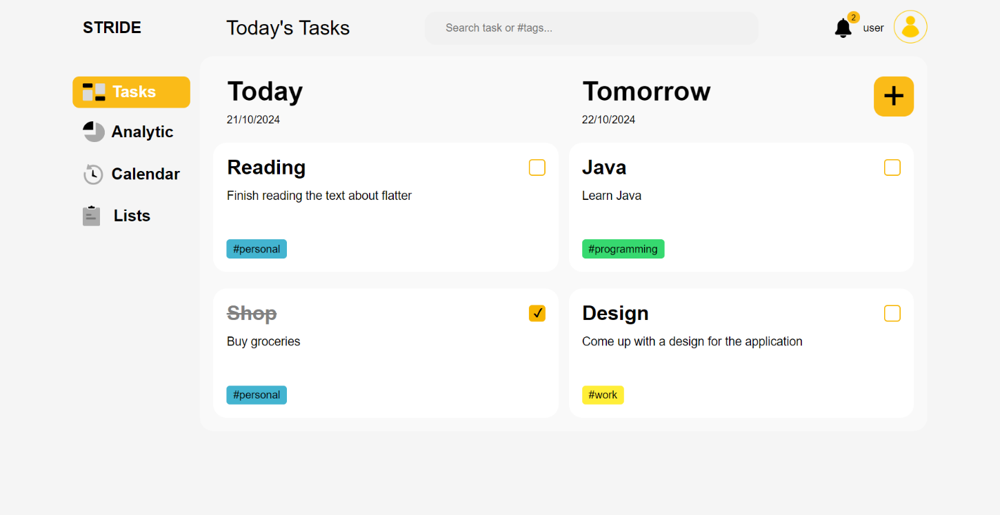 STRIDE
Today's Tasks
Search task or #tags...
2
user
Tasks
Analytic
Calendar
Lists
Today
21/10/2024
Reading
Finish reading the text about flatter
#personal
Shop
Buy groceries
#personal
Tomorrow
22/10/2024
Java
Learn Java
#programming
Design
Come up with a design for the application
#work